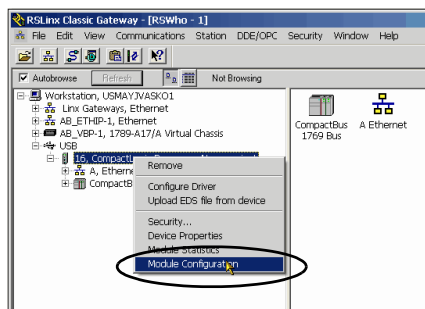 RSLinx Classic Gateway - [RSWho - 1]
File Edit View Communications Station DDE/OPC Security Window Help
Autobrowse Refresh Not Browsing
Workstation, USMAYJVASKO1
Linx Gateways, Ethernet
AB_ETHIP-1, Ethernet
AB_VBP-1, 1789-A17/A Virtual Chassis
USB
16,
A, Ethern
CompactB
Remove
Configure Driver
Upload EDS file from device
Security...
Device Properties
Module Statistics
Module Configuration
CompactBus
1769 Bus
A Ethernet